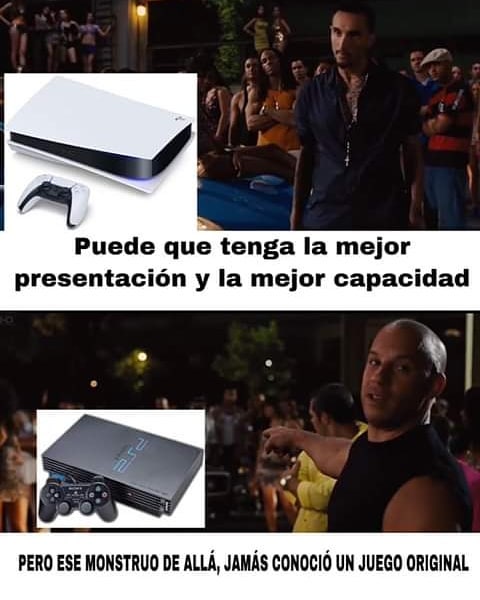 Puede que tenga la mejor
presentación y la mejor capacidad
PS2
PERO ESE MONSTRUO DE ALLÁ, JAMÁS CONOCIÓ UN JUEGO ORIGINAL